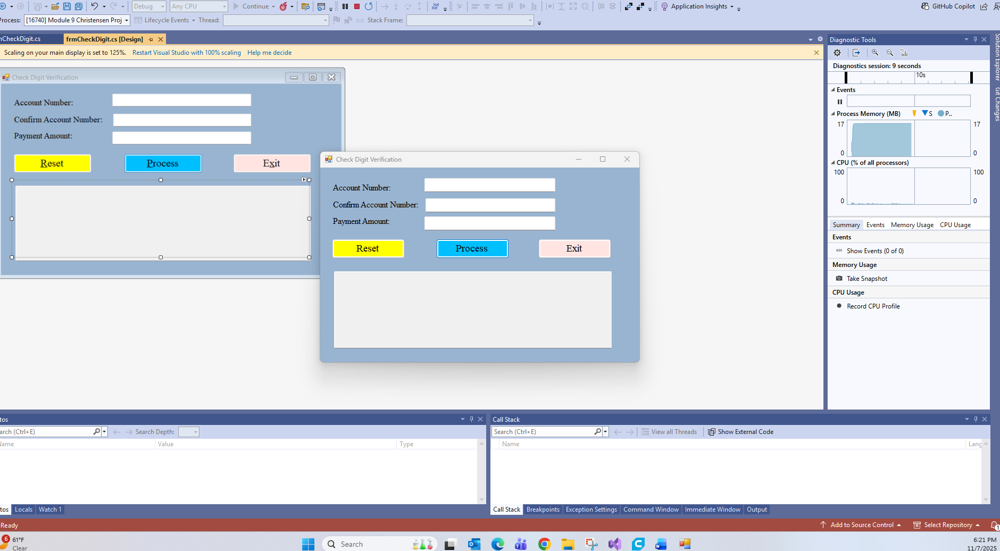 Debug
Any CPU
Continue
Application Insights
GitHub Copilot
Process:
[16740] Module 9 Christensen Proj
Lifecycle Events
Thread:
Stack Frame:
mCheckDigit.cs
frmCheckDigit.cs [Design]
Scaling on your main display is set to 125%.
Restart Visual Studio with 100% scaling
Help me decide
Check Digit Verification
Account Number:
Confirm Account Number:
Payment Amount:
Reset
Process
Exit
Check Digit Verification
Account Number:
Confirm Account Number:
Payment Amount:
Reset
Process
Exit
Diagnostic Tools
Diagnostics session: 9 seconds
10s
Events
Process Memory (MB)
S
P..
17
17
0
0
CPU (% of all processors)
100
100
0
0
Summary
Events
Memory Usage
CPU Usage
Events
Show Events (0 of 0)
Memory Usage
Take Snapshot
CPU Usage
Record CPU Profile
Solution Explorer
Git Changes
tos
arch (Ctrl+E)
Search Depth:
Name
Value
Type
tos
Locals
Watch 1
Call Stack
Search (Ctrl+E)
View all Threads
Show External Code
Name
Lang
Call Stack
Breakpoints
Exception Settings
Command Window
Immediate Window
Output
Ready
Add to Source Control
Select Repository
1
6
61°F
Clear
Search
6:21 PM
11/7/2025